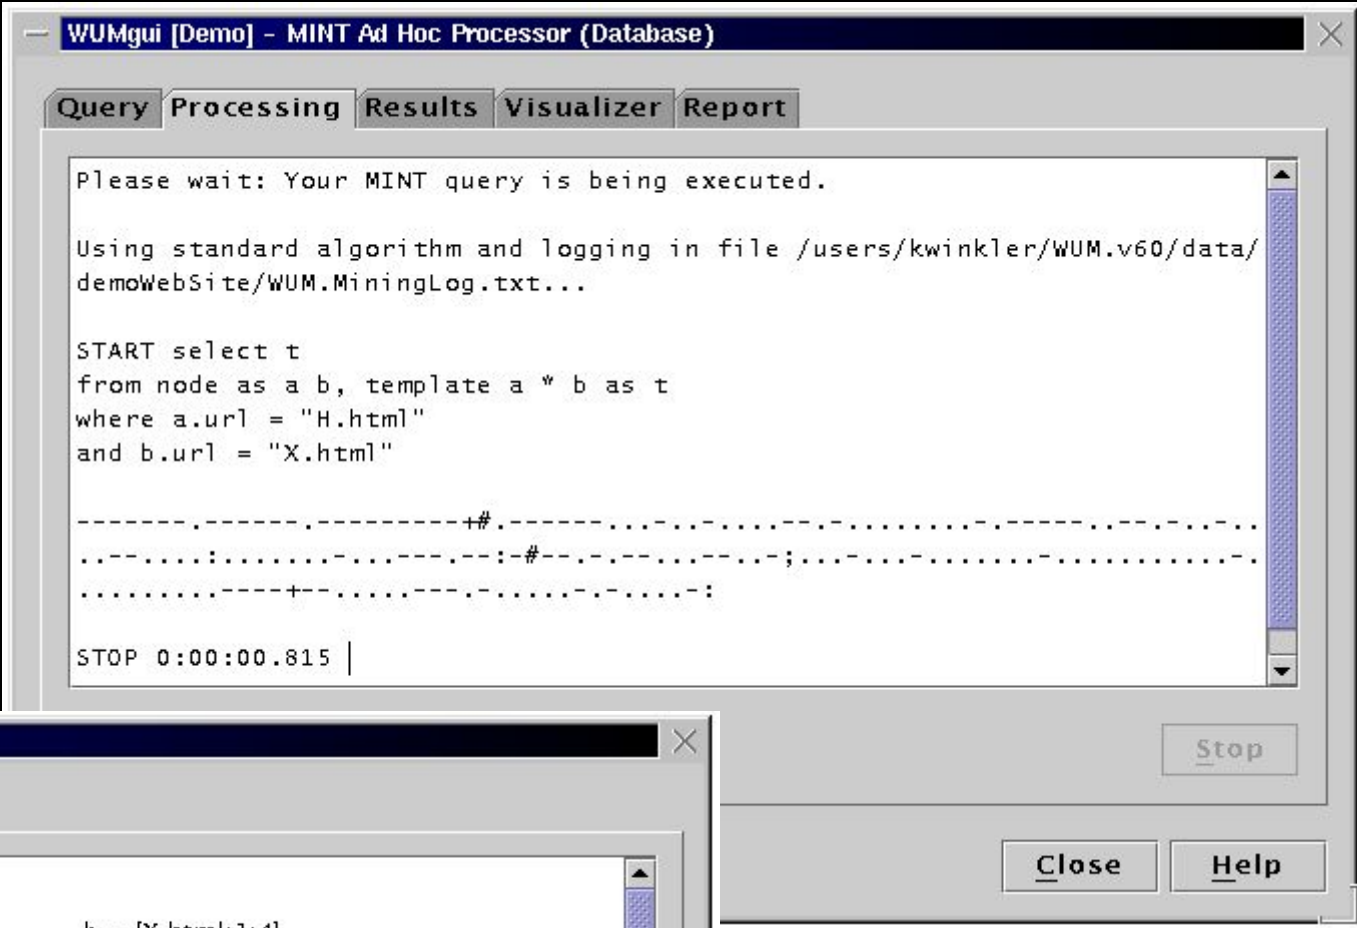 WUMgui [Demo] - MINT Ad Hoc Processor (Database)
Query Processing Results Visualizer Report
Please wait: Your MINT query is being executed.
Using standard algorithm and logging in file /users/kwinkler/WUM.v60/data/
demoWebSite/WUM.MiningLog.txt...
START select t
from node as a b, template a * b as t
where a.url = "H.html"
and b.url = "X.html"
-------.------.---------+#.------...-..-....--.-........-.-----..--.-..-..
..--....:.......-...---.--:-#--.-.--...--..-;...-...-.......-...........-.
.........----+--.....---.-.....-.-....-:
STOP 0:00:00.815
Stop
Close Help